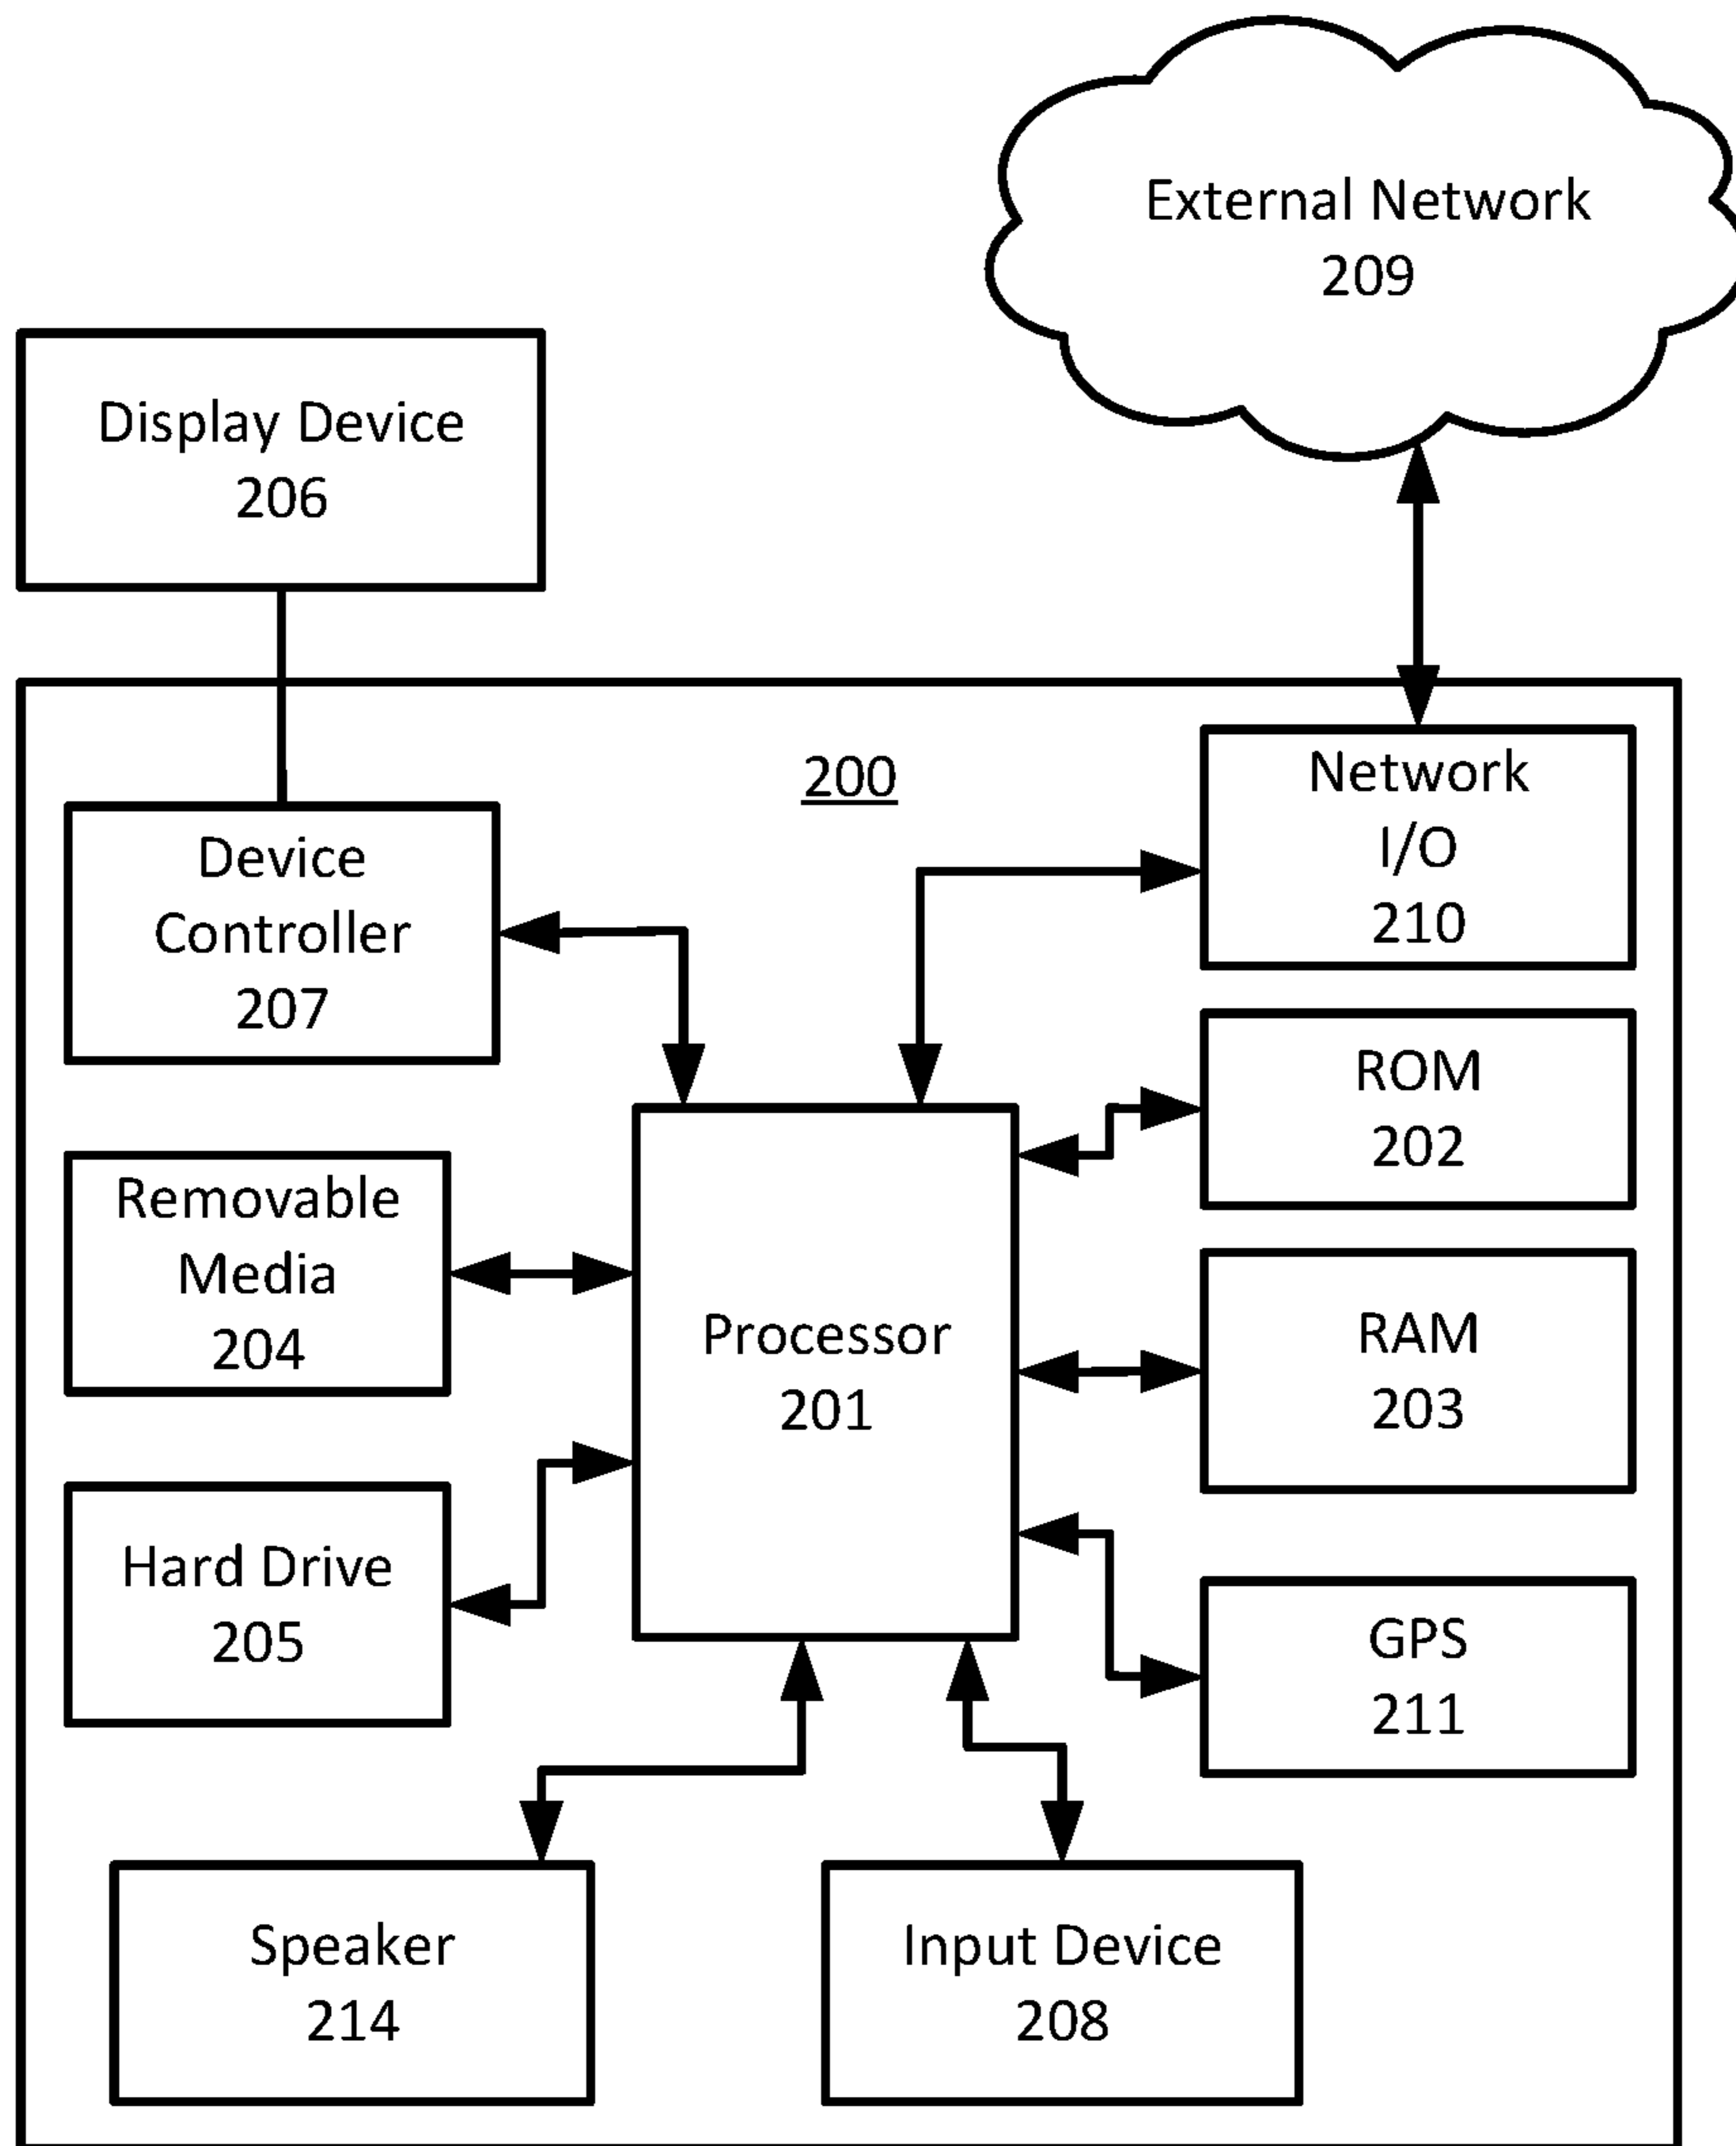 External Network
209
Display Device
206
200
Network
I/O
210
Device
Controller
207
ROM
202
Removable
Media
204
Processor
201
RAM
203
Hard Drive
205
GPS
211
Speaker
214
Input Device
208